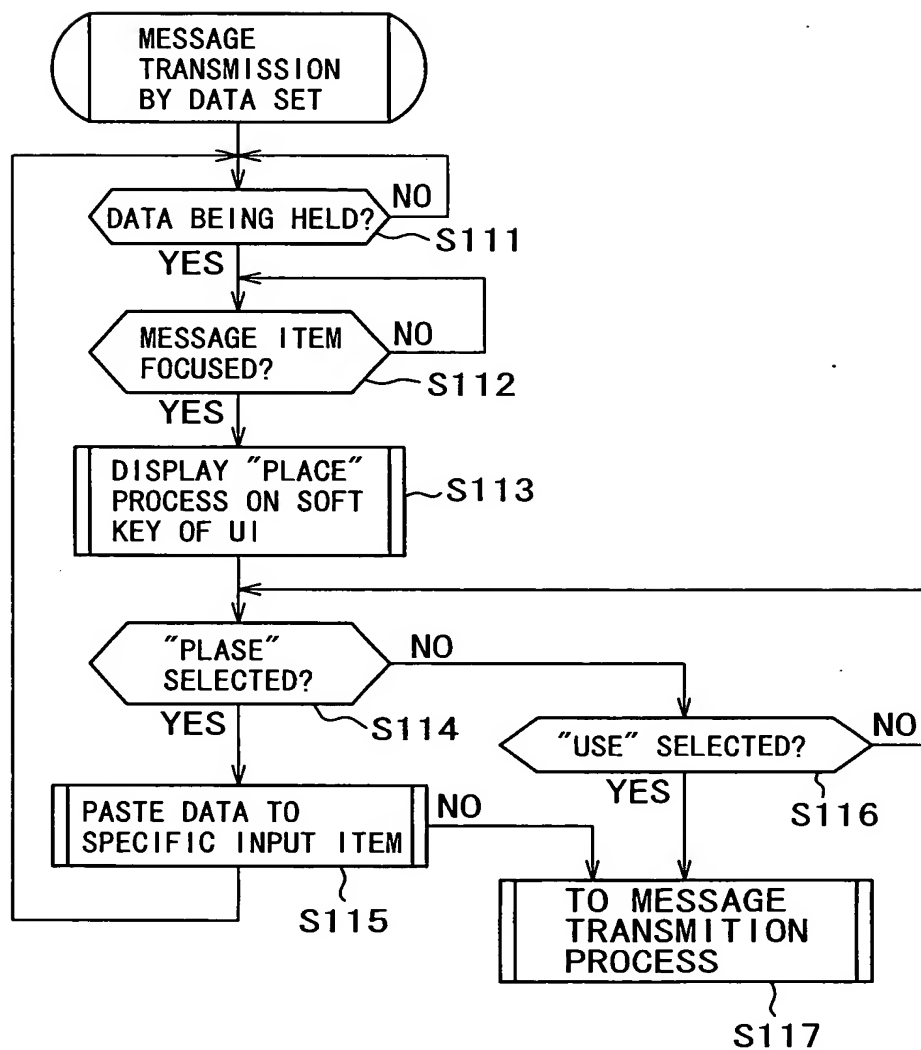 MESSAGE
TRANSMISSION
BY DATA SET
NO
DATA BEING HELD?
S111
YES
MESSAGE ITEM
FOCUSED?
NO
S112
YES
DISPLAY "PLACE"
PROCESS ON SOFT
KEY OF UI
S113
"PLASE"
SELECTED?
NO
YES
S114
"USE" SELECTED?
NO
YES
S116
PASTE DATA TO
SPECIFIC INPUT ITEM
NO
S115
TO MESSAGE
TRANSMITION
PROCESS
S117